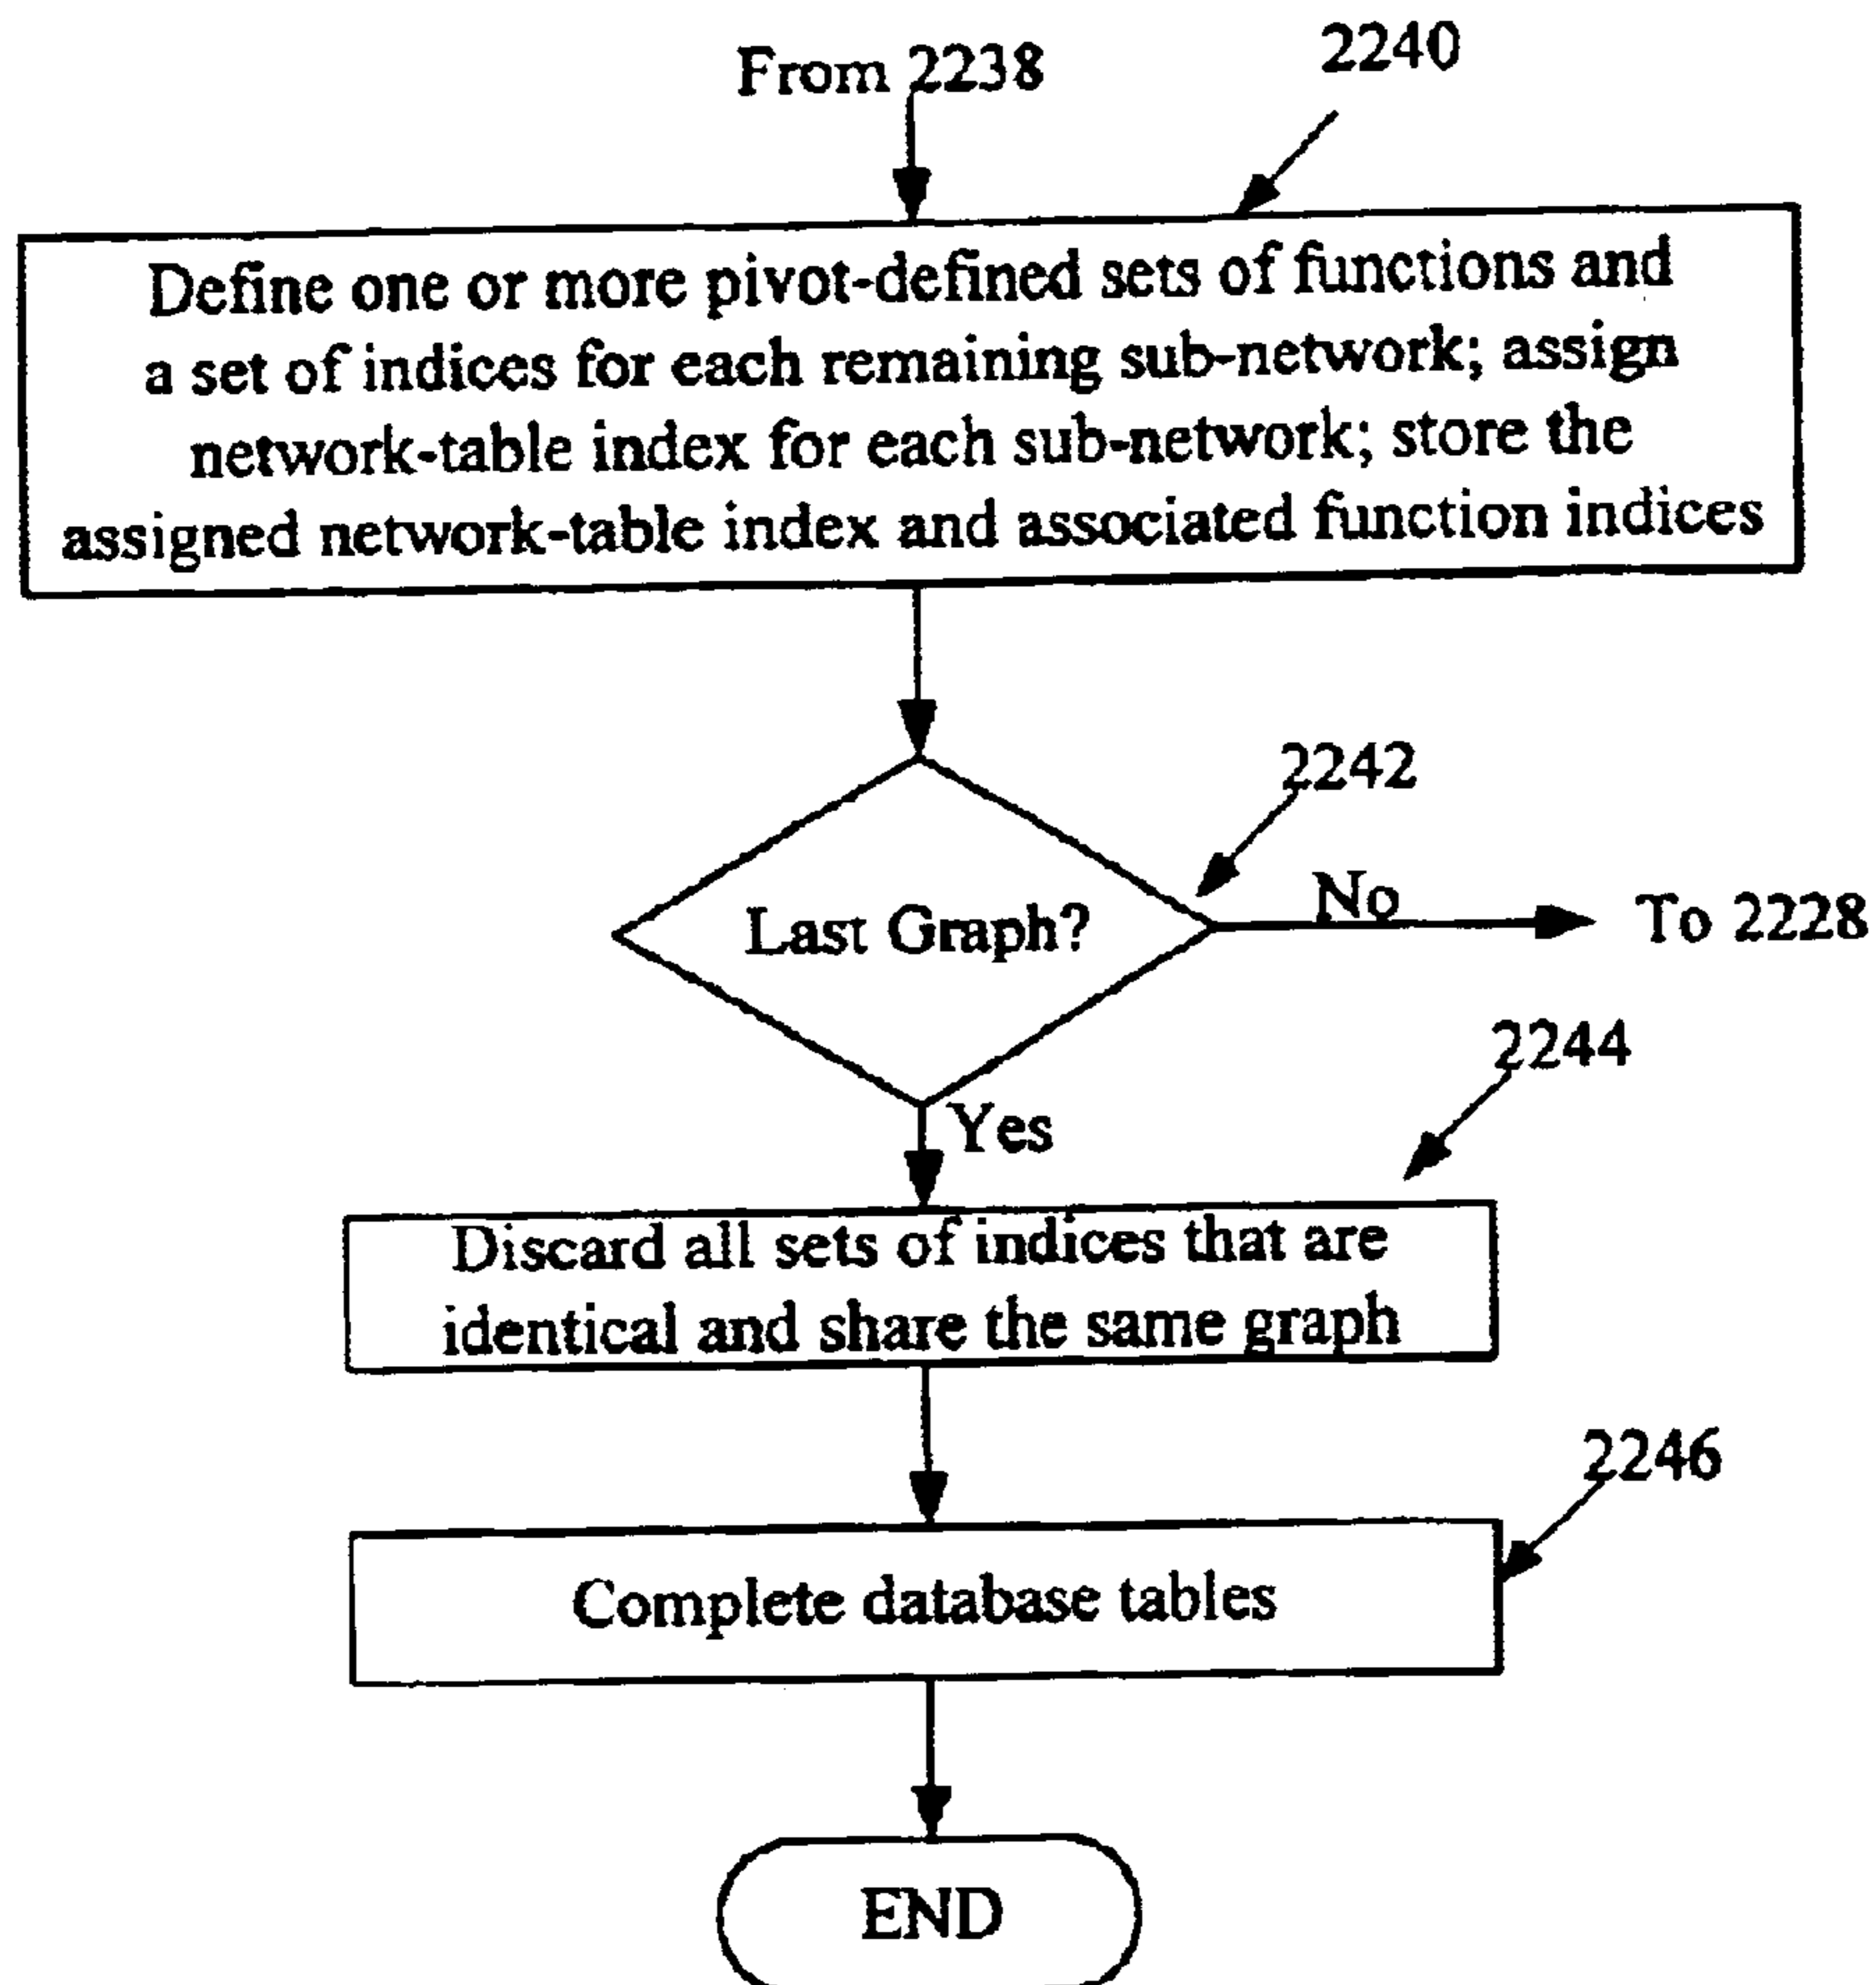 From 2238
2240
Define one or more pivot-defined sets of functions and
a set of indices for each remaining sub-network; assign
network-table index for each sub-network; store the
assigned network-table index and associated function indices
2242
Last Graph?
No
To 2228
Yes
2244
Discard all sets of indices that are
identical and share the same graph
2246
Complete database tables
END